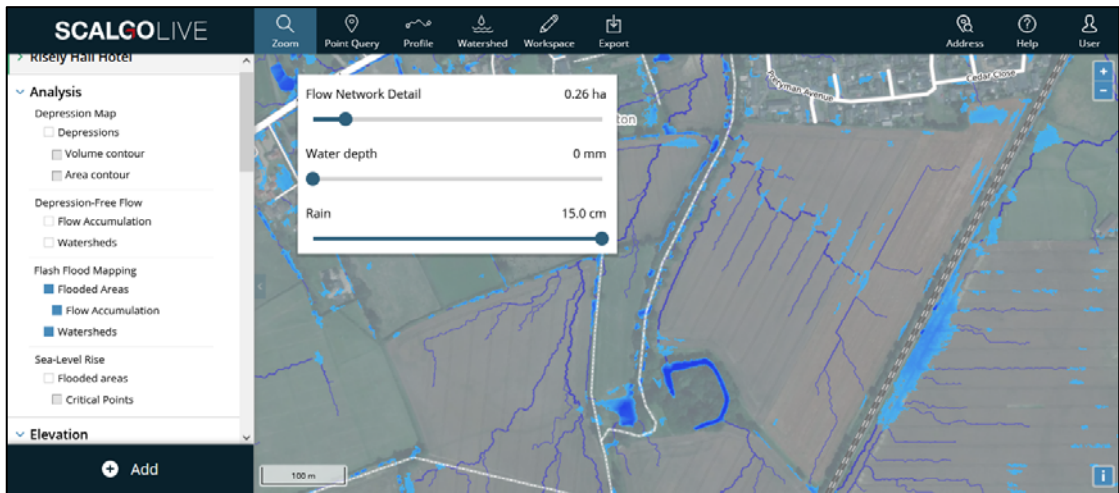 SCALGOLIVE
Zoom
Point Query
Profile
Watershed
Workspace
Export
Address
Help
User
Risely Hall Hotel
Analysis
Depression Map
Depressions
Volume contour
Area contour
Depression-Free Flow
Flow Accumulation
Watersheds
Flash Flood Mapping
Flooded Areas
Flow Accumulation
Watersheds
Sea-Level Rise
Flooded areas
Critical Points
Elevation
Add
Flow Network Detail 0.26 ha
Water depth 0 mm
Rain 15.0 cm
Cedar Close
100 m